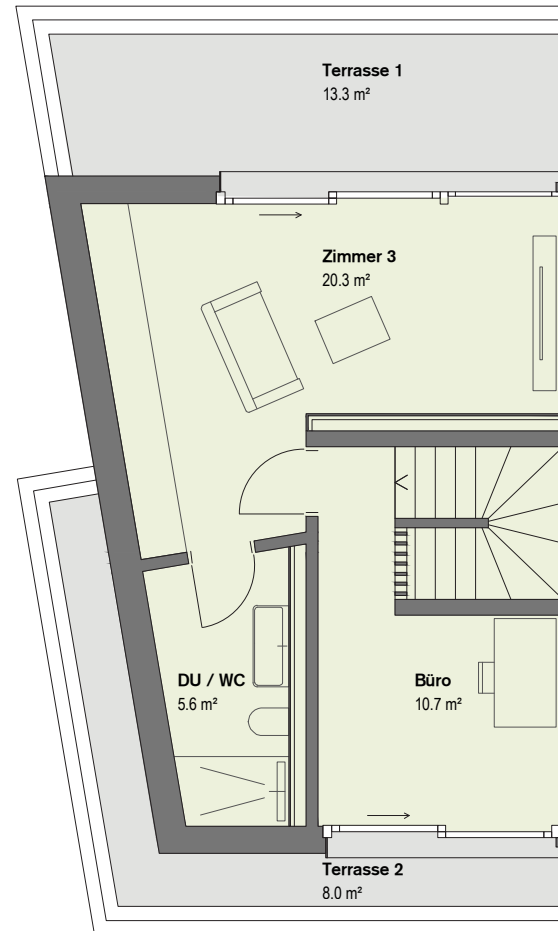 Terrasse 1
13.3 m²
Zimmer 3
20.3 m²
DU / WC
5.6 m²
Büro
10.7 m²
Terrasse 2
8.0 m²